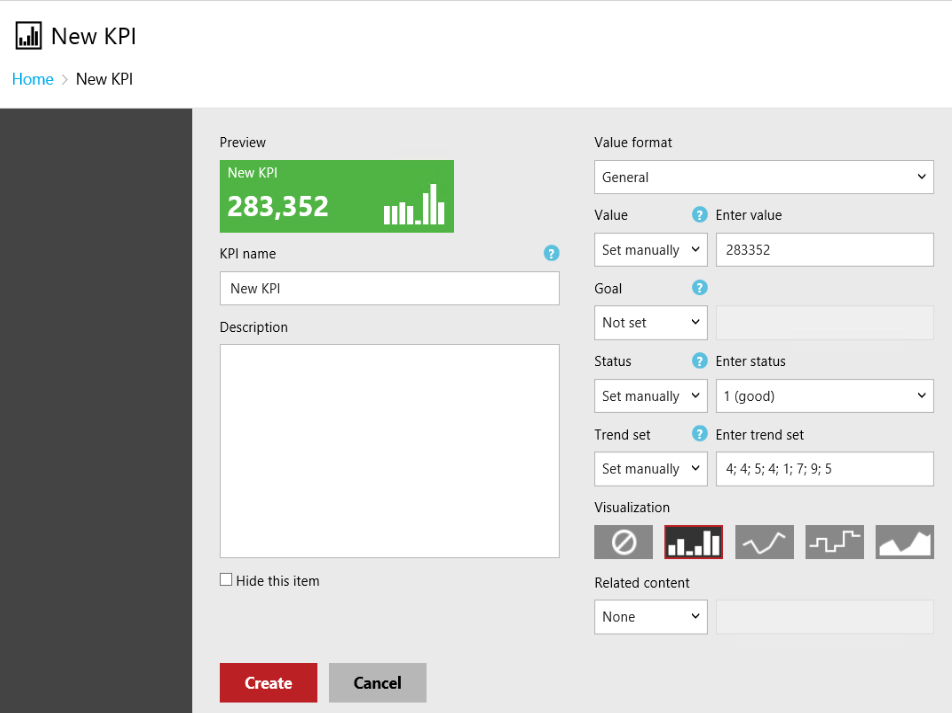 New KPI
Home > New KPI
Preview
New KPI
283,352
KPI name ?
New KPI
Description
Hide this item
Create Cancel
Value format
General
Value ? Enter value
Set manually 283352
Goal ?
Not set
Status ? Enter status
Set manually 1 (good)
Trend set ? Enter trend set
Set manually 4; 4; 5; 4; 1; 7; 9; 5
Visualization
Related content
None